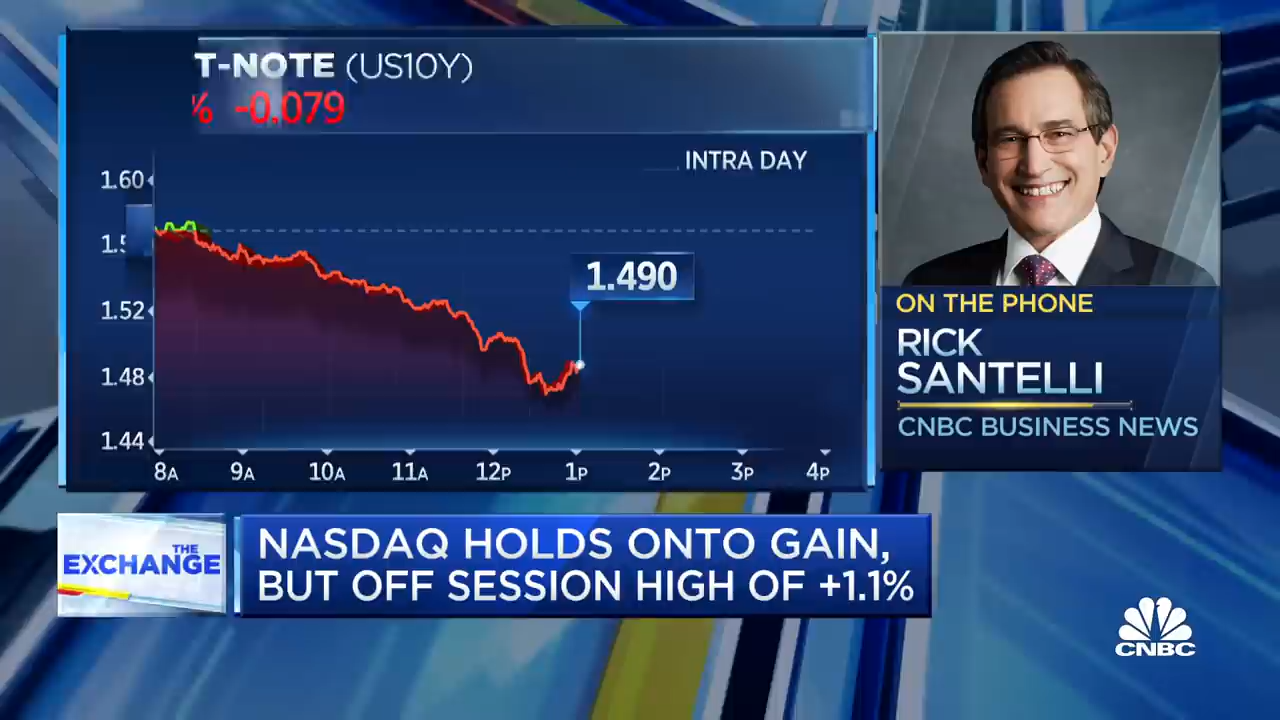 T-NOTE (US10Y)
% -0.079
INTRA DAY
1.60
1.5
1.52
1.48
1.44
1.490
8A 9A 10A 11A 12P 1P 2P 3P 4P
ON THE PHONE
RICK
SANTELLI
CNBC BUSINESS NEWS
THE
EXCHANGE
NASDAQ HOLDS ONTO GAIN,
BUT OFF SESSION HIGH OF +1.1%
CNBC